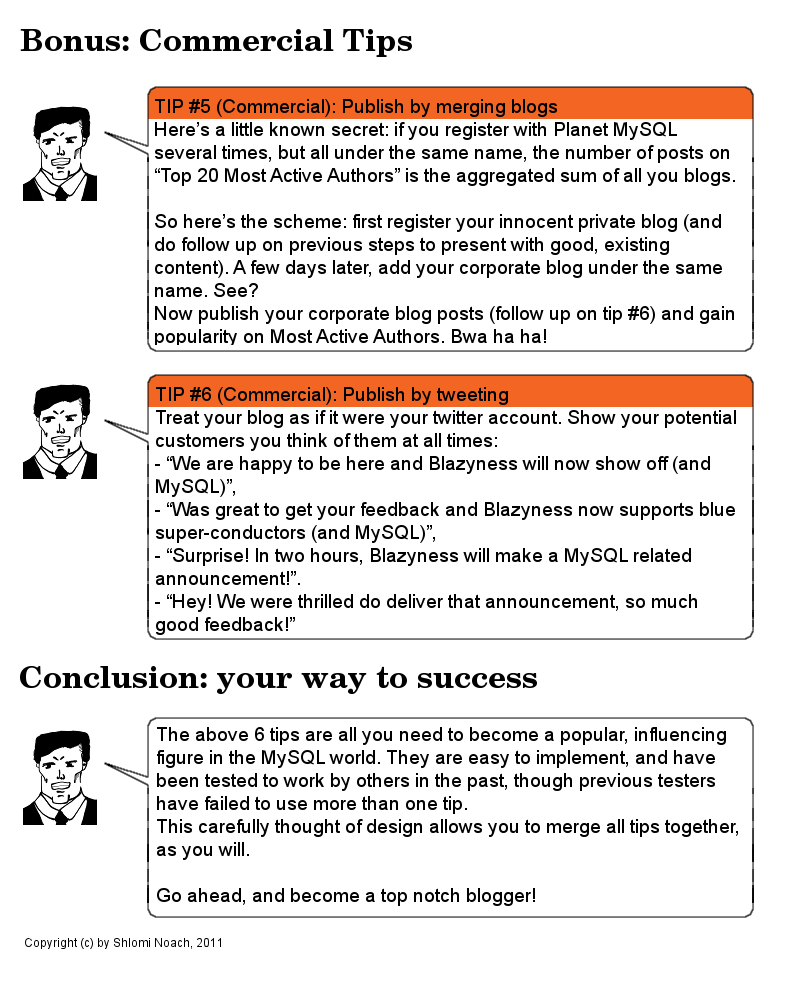 Bonus: Commercial Tips
TIP #5 (Commercial): Publish by merging blogs
Here's a little known secret: if you register with Planet MySQL
several times, but all under the same name, the number of posts on
“Top 20 Most Active Authors” is the aggregated sum of all you blogs.
So here's the scheme: first register your innocent private blog (and
do follow up on previous steps to present with good, existing
content). A few days later, add your corporate blog under the same
name. See?
Now publish your corporate blog posts (follow up on tip #6) and gain
popularity on Most Active Authors. Bwa ha ha!
TIP #6 (Commercial): Publish by tweeting
Treat your blog as if it were your twitter account. Show your potential
customers you think of them at all times:
- “We are happy to be here and Blazyness will now show off (and
MySQL)”,
- “Was great to get your feedback and Blazyness now supports blue
super-conductors (and MySQL)”,
- “Surprise! In two hours, Blazyness will make a MySQL related
announcement!”.
- “Hey! We were thrilled do deliver that announcement, so much
good feedback!”
Conclusion: your way to success
The above 6 tips are all you need to become a popular, influencing
figure in the MySQL world. They are easy to implement, and have
been tested to work by others in the past, though previous testers
have failed to use more than one tip.
This carefully thought of design allows you to merge all tips together,
as you will.
Go ahead, and become a top notch blogger!
Copyright (c) by Shlomi Noach, 2011